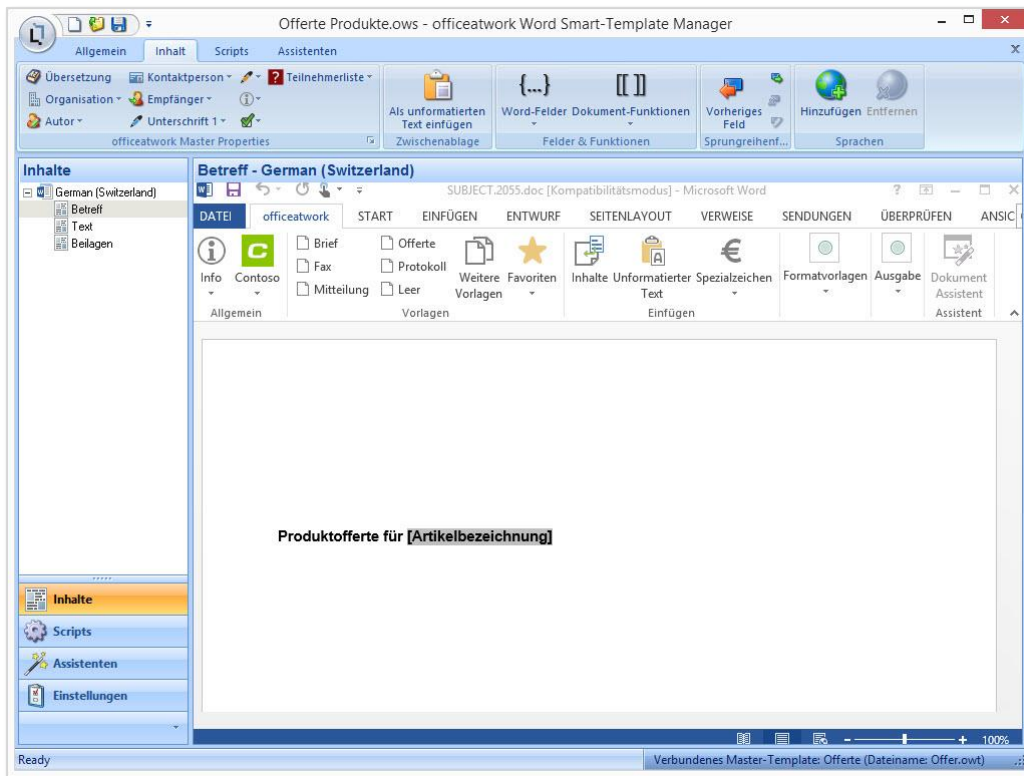 Offerte Produkte.ows - officeatwork Word Smart-Template Manager
Allgemein Inhalt Scripts Assistenten
Übersetzung Kontaktperson Teilnehmerliste
Organisation Empfänger
Autor Unterschrift 1
officeatwork Master Properties
Als unformatierten Text einfügen
Zwischenablage
{...} [[ ]]
Word-Felder Dokument-Funktionen
Felder & Funktionen
Vorheriges Feld
Sprungreihenf...
Hinzufügen Entfernen
Sprachen
Inhalte
German (Switzerland)
Betreff
Text
Beilagen
Betreff - German (Switzerland)
SUBJECT.2055.doc [Kompatibilitätsmodus] - Microsoft Word
DATEI officeatwork START EINFÜGEN ENTWURF SEITENLAYOUT VERWEISE SENDUNGEN ÜBERPRÜFEN ANSIC
Info Contoso
Allgemein
Brief Offerte
Fax Protokoll
Mitteilung Leer
Weitere Vorlagen
Favoriten
Vorlagen
Inhalte Unformatierter Text Spezialzeichen
Einfügen
Formatvorlagen Ausgabe
Dokument Assistent
Assistent
Produktofferte für [Artikelbezeichnung]
Inhalte
Scripts
Assistenten
Einstellungen
100%
Ready
Verbundenes Master-Template: Offerte (Dateiname: Offer.owt)